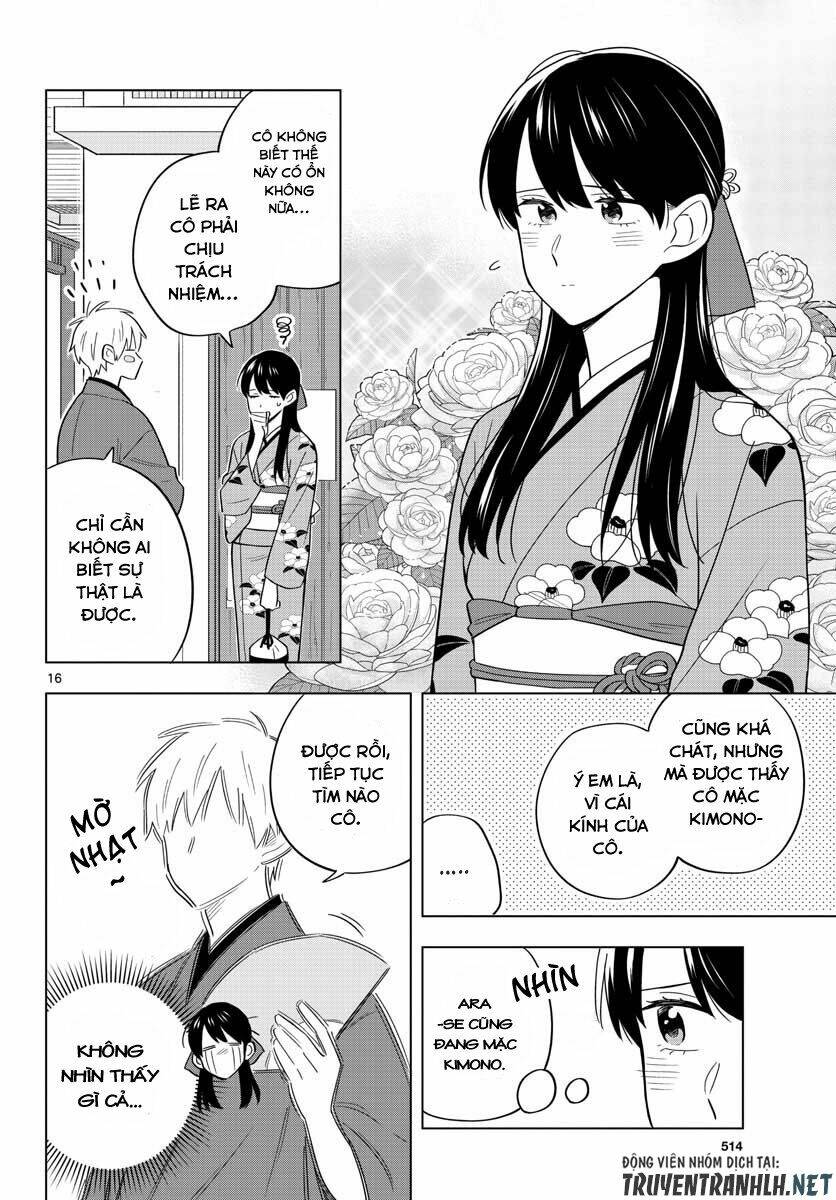 CÔ KHÔNG
BIẾT THẾ
NÀY CÓ ỔN
KHÔNG
NỮA...
LẼ RA
CÔ PHẢI
CHỊU
TRÁCH
NHIỆM...
CHỈ CẦN
KHÔNG AI
BIẾT SỰ
THẬT LÀ
ĐƯỢC.
16
CŨNG KHÁ
CHÁT, NHƯNG
MÀ ĐƯỢC THẤY
CÔ MẶC
KIMONO-
Ý EM LÀ,
VÌ CÁI
KÍNH CỦA
CÔ.
.....
ĐƯỢC RỒI,
TIẾP TỤC
TÌM NÀO
CÔ.
MỜ
NHẠT
~
KHÔNG
NHÌN THẤY
GÌ CẢ...
NHÌN
ARA
-SE CŨNG
ĐANG MẶC
KIMONO.
514
ĐỘNG VIÊN NHÓM DỊCH TẠI:
TRUYENTRANHLH.NET